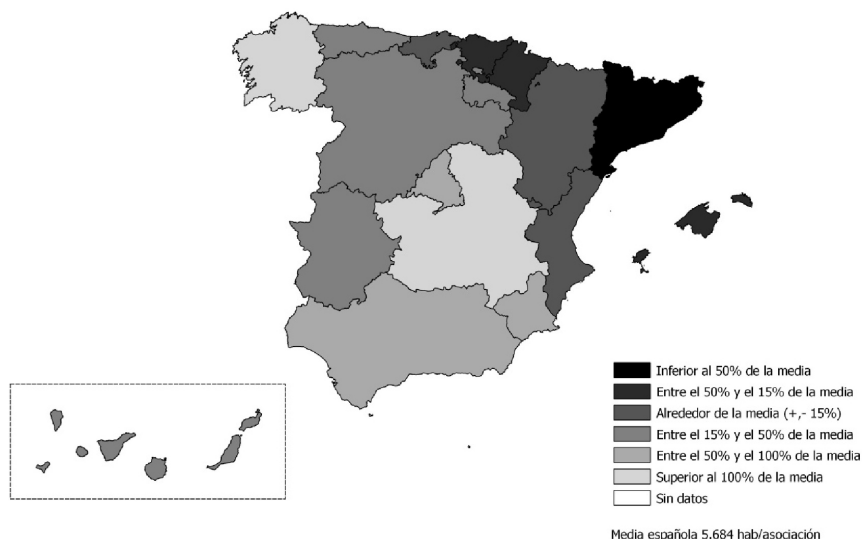 Inferior al 50% de la media
Entre el 50% y el 15% de la media
Alrededor de la media (+,- 15%)
Entre el 15% y el 50% de la media
Entre el 50% y el 100% de la media
Superior al 100% de la media
Sin datos
Media española 5.684 hab/asociación